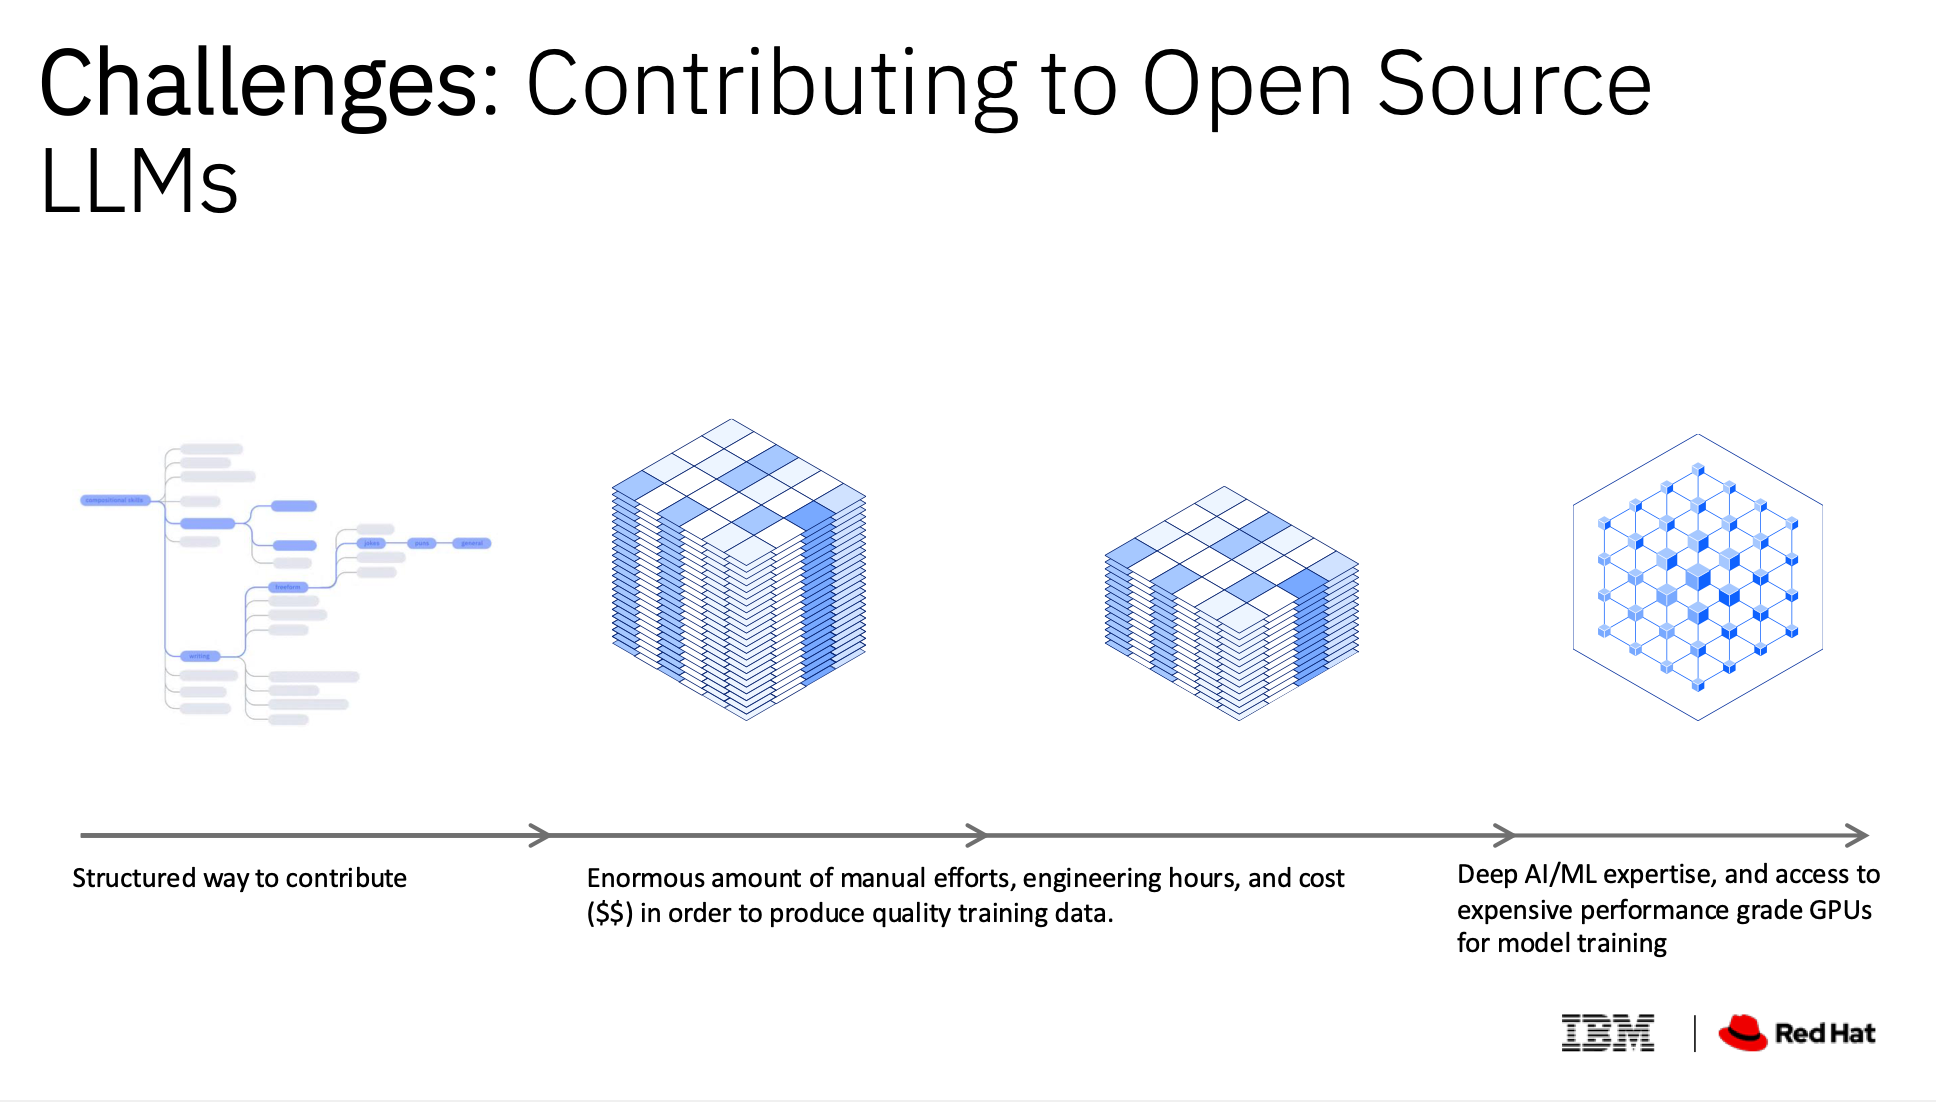 Challenges: Contributing to Open Source
LLMs
compositional skills
jokes
puns
general
freeform
writing
Structured way to contribute
Enormous amount of manual efforts, engineering hours, and cost
($$) in order to produce quality training data.
Deep AI/ML expertise, and access to
expensive performance grade GPUs
for model training
IBM
Red Hat